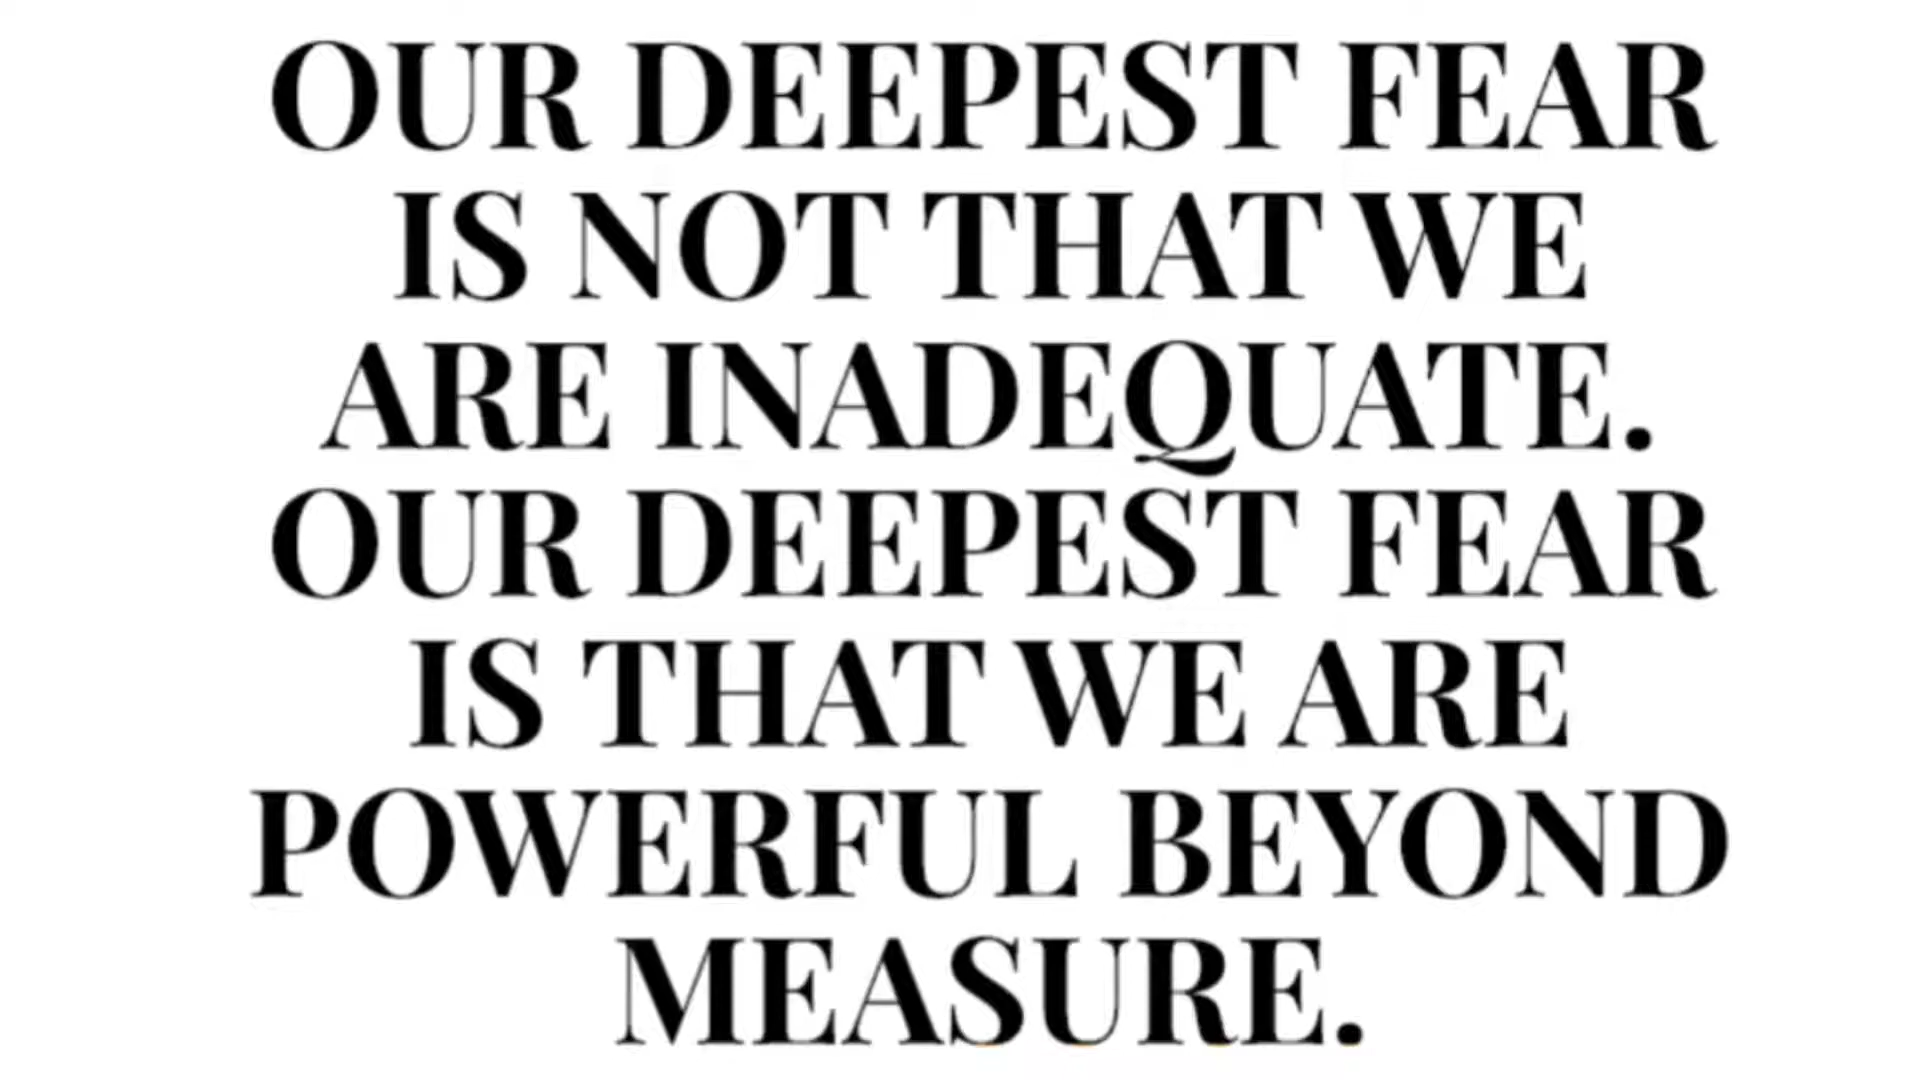 OUR DEEPEST FEAR
IS NOT THAT WE
ARE INADEQUATE.
OUR DEEPEST FEAR
IS THAT WE ARE
POWERFUL BEYOND
MEASURE.